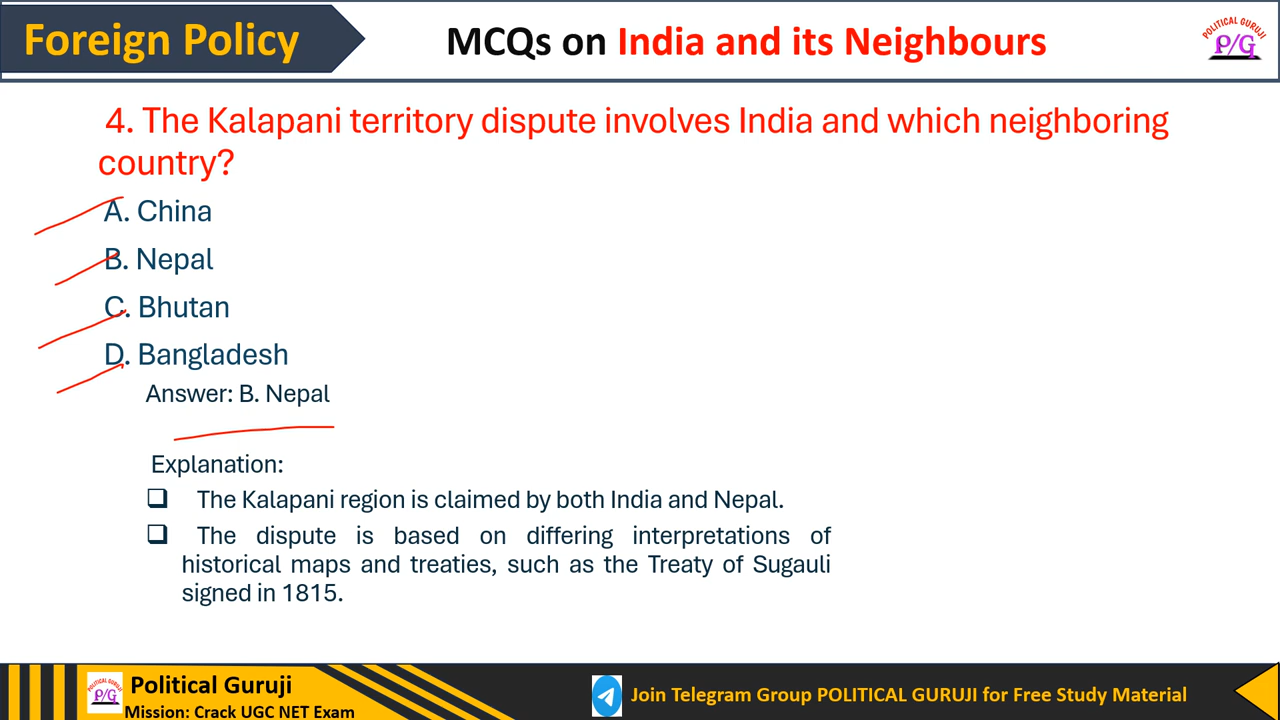 Foreign Policy
MCQs on India and its Neighbours
POLITICAL GURUJI
P/G
4. The Kalapani territory dispute involves India and which neighboring
country?
A. China
B. Nepal
C. Bhutan
D. Bangladesh
Answer: B. Nepal
Explanation:
The Kalapani region is claimed by both India and Nepal.
The dispute is based on differing interpretations of
historical maps and treaties, such as the Treaty of Sugauli
signed in 1815.
POLITICAL GURUJI
P/G
Political Guruji
Mission: Crack UGC NET Exam
Join Telegram Group POLITICAL GURUJI for Free Study Material